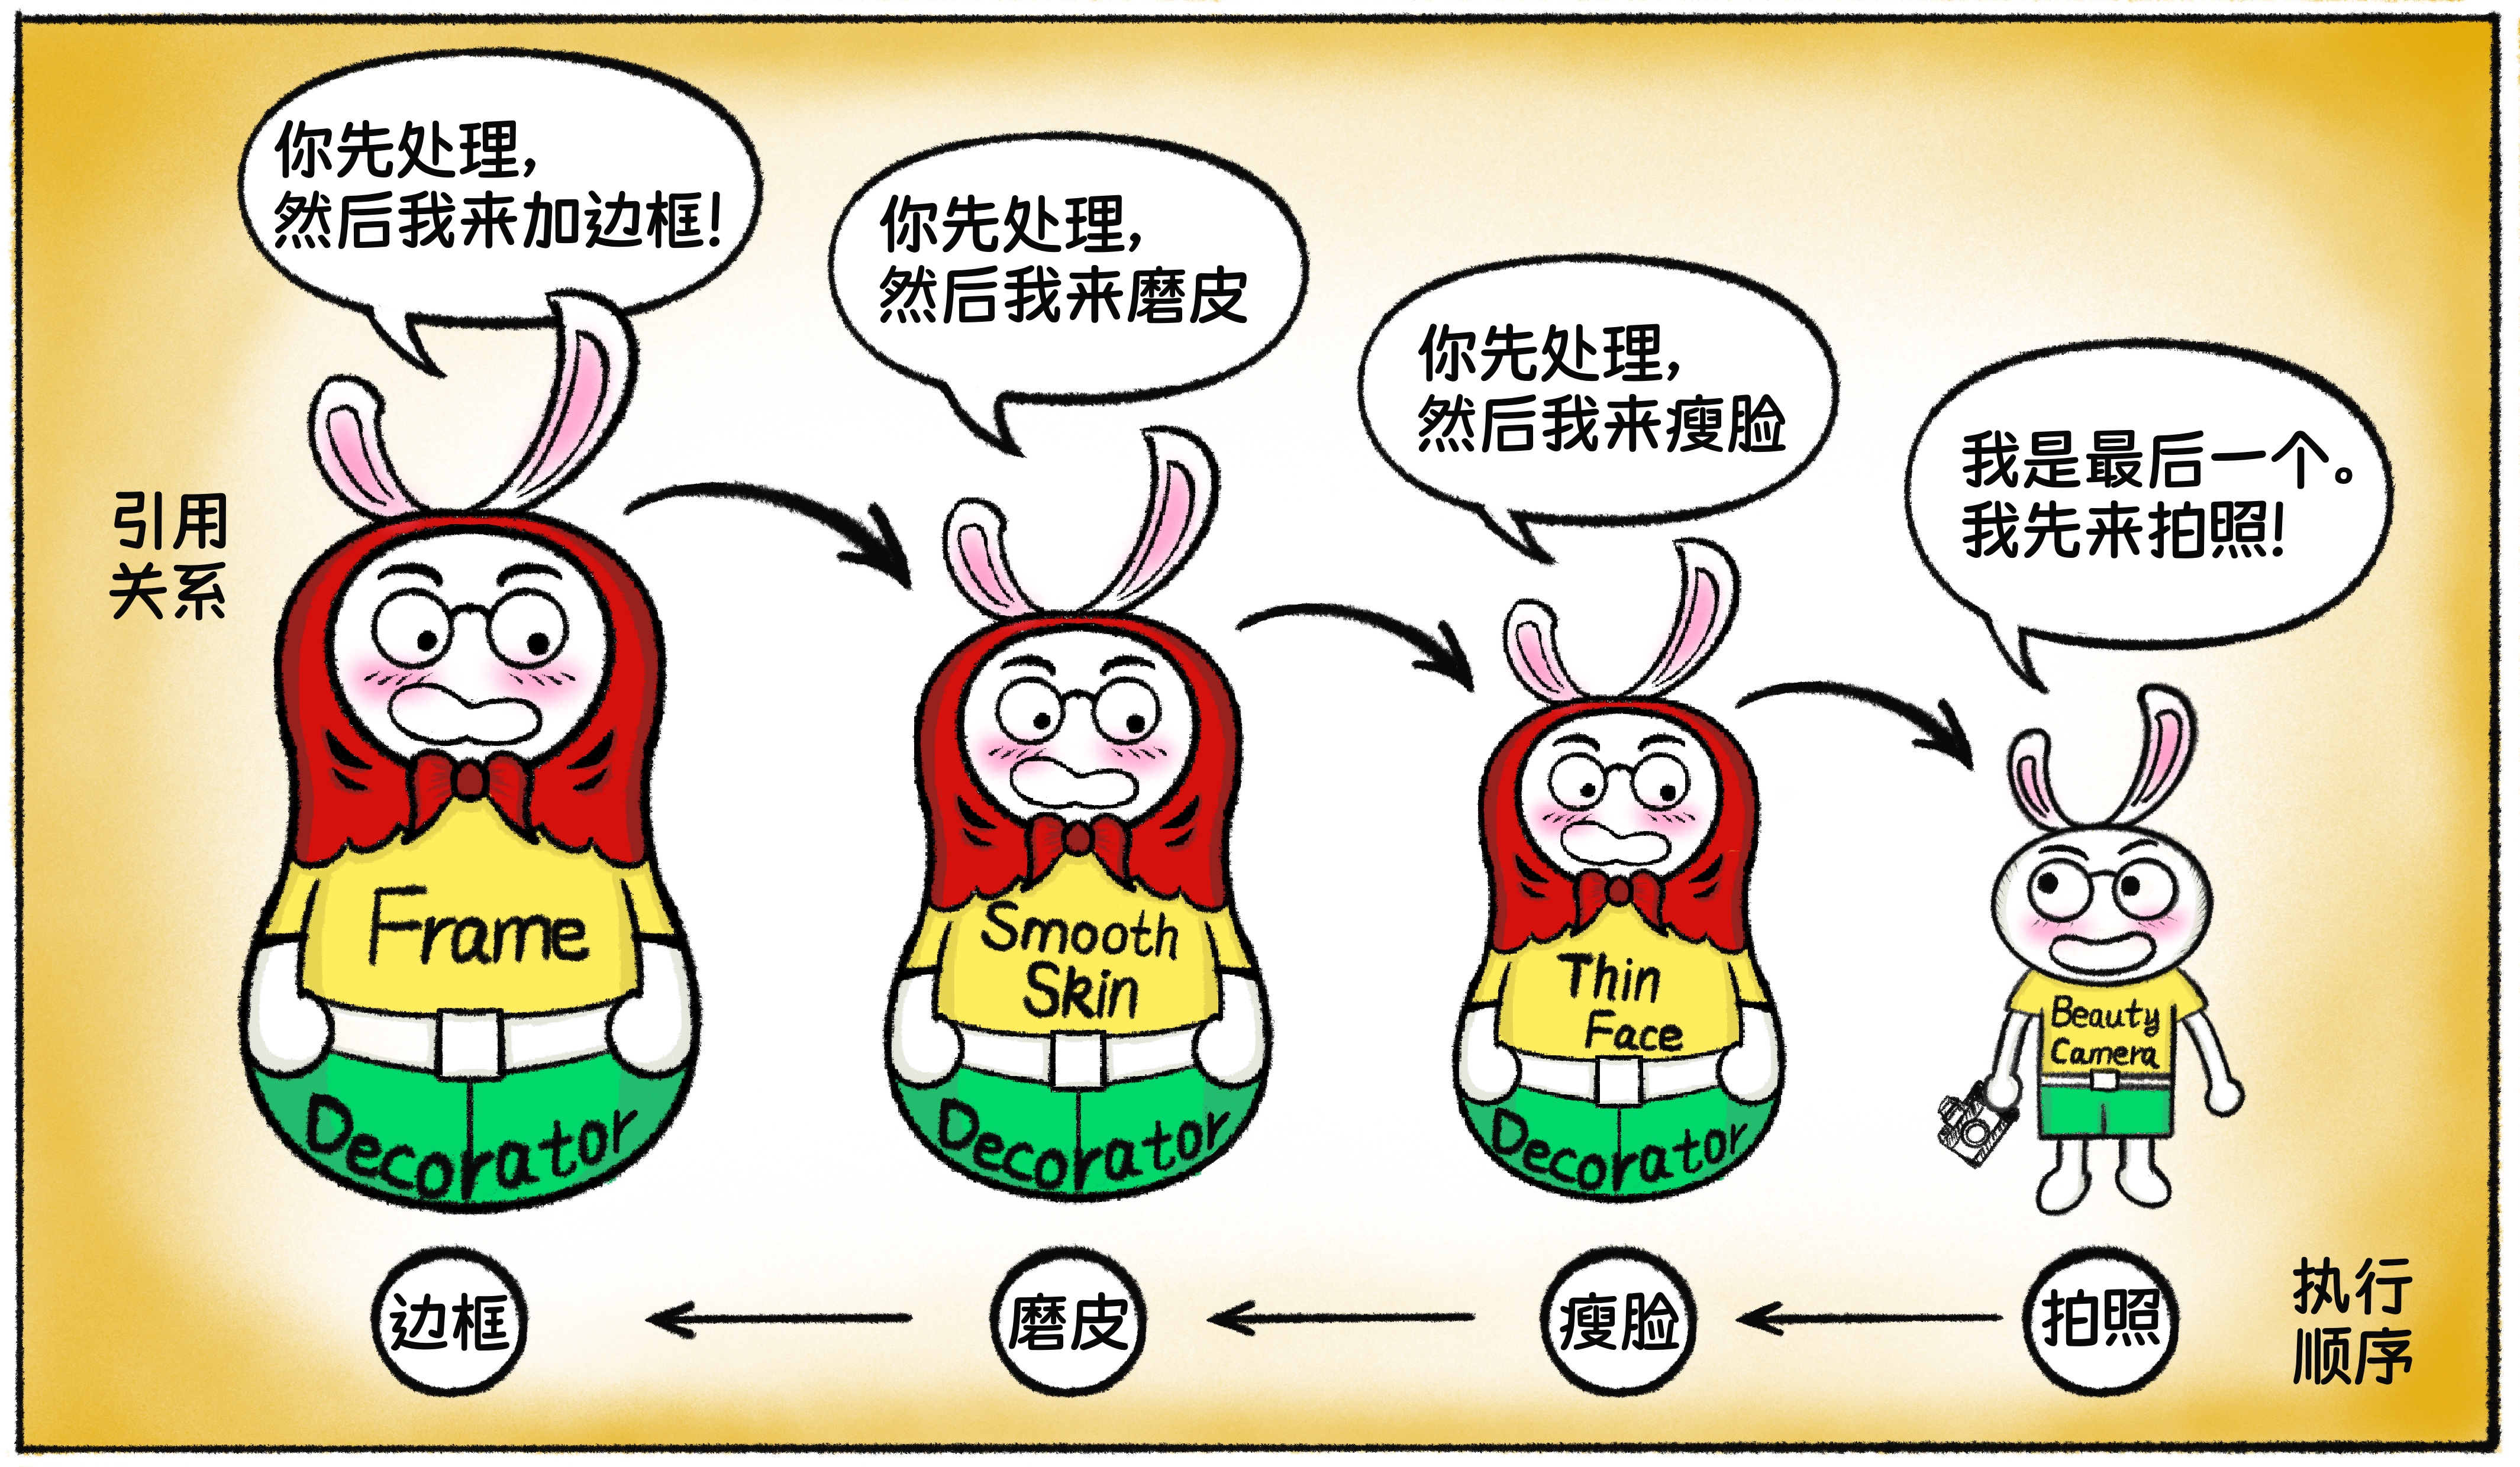 你先处理,
然后我来加边框!
你先处理,
然后我来磨皮
你先处理,
然后我来瘦脸
我是最后一个。
我先来拍照!
引用
关系
Frame
Decorator
Smooth
Skin
Decorator
Thin
Face
Decorator
Beauty
Camera
边框
磨皮
瘦脸
拍照
执行
顺序